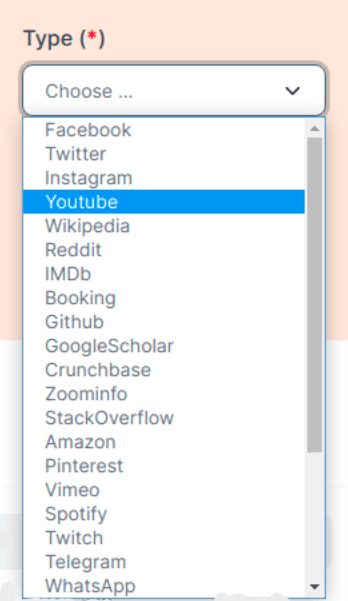 Type (*)
Choose ...
Facebook
Twitter
Instagram
Youtube
Wikipedia
Reddit
IMDb
Booking
Github
GoogleScholar
Crunchbase
Zoominfo
StackOverflow
Amazon
Pinterest
Vimeo
Spotify
Twitch
Telegram
WhatsApp